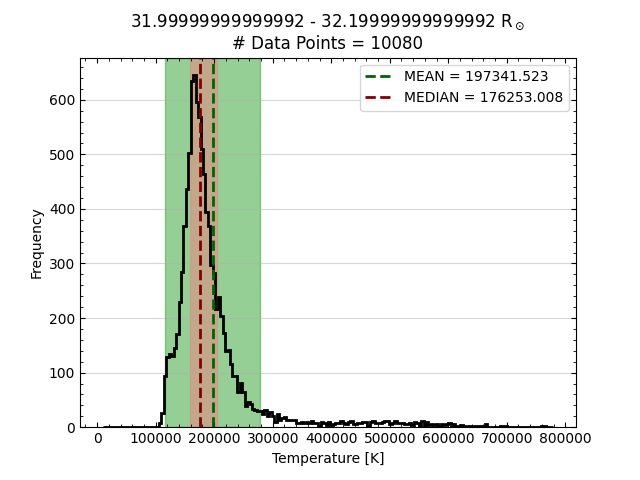 31.99999999999992 - 32.19999999999992 R⊙
# Data Points = 10080
MEAN = 197341.523
MEDIAN = 176253.008
600
500
400
300
200
100
0
Frequency
0 100000 200000 300000 400000 500000 600000 700000 800000
Temperature [K]